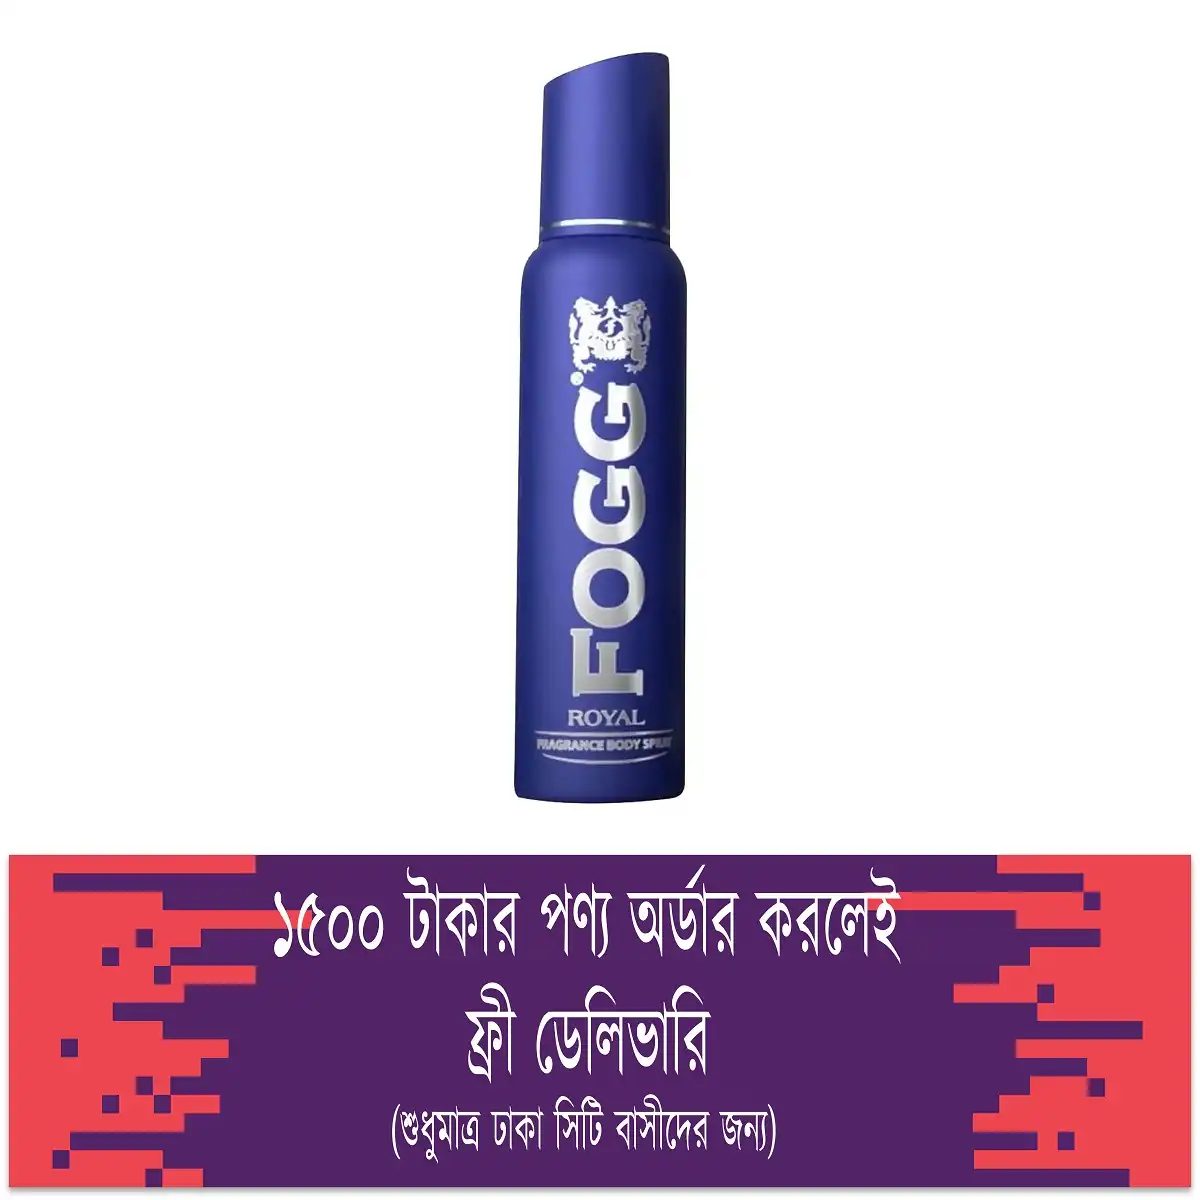 FOGG
ROYAL
FRAGRANCE BODY SPRAY
১৫০০ টাকার পণ্য অর্ডার করলেই
ফ্রী ডেলিভারি
(শুধুমাত্র ঢাকা সিটি বাসীদের জন্য)